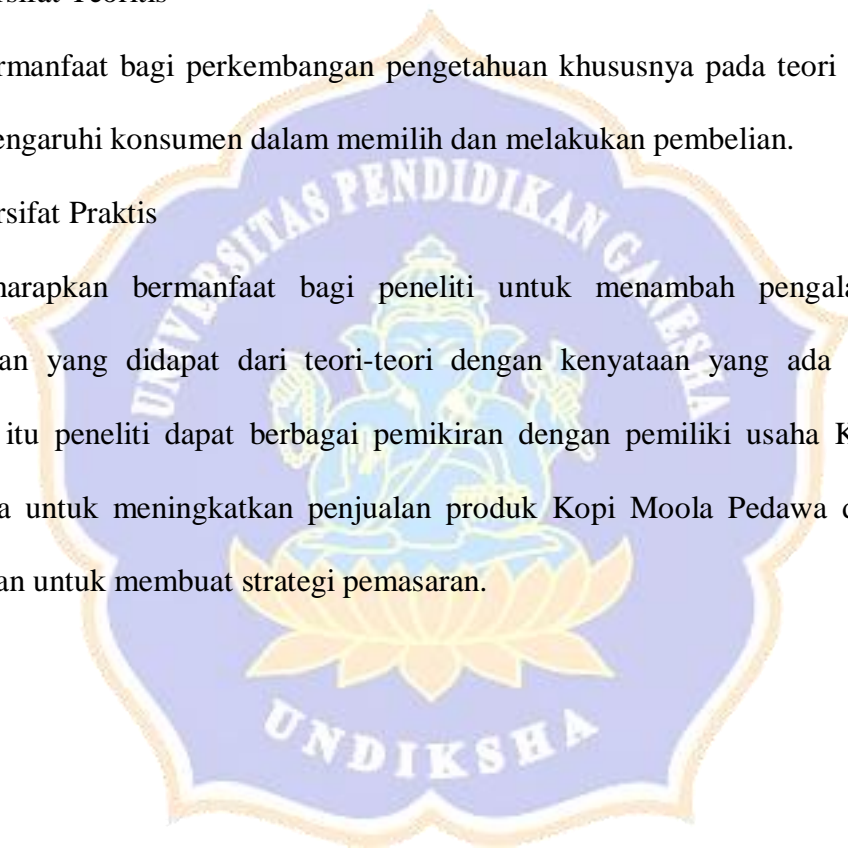 rsifat Teoritis
rmanfaat bagi perkembangan pengetahuan khususnya pada teori
engaruhi konsumen dalam memilih dan melakukan pembelian.
rsifat Praktis
harapkan bermanfaat bagi peneliti untuk menambah pengala
an yang didapat dari teori-teori dengan kenyataan yang ada
itu peneliti dapat berbagai pemikiran dengan pemiliki usaha K
a untuk meningkatkan penjualan produk Kopi Moola Pedawa d
an untuk membuat strategi pemasaran.
UNIVERSITAS PENDIDIKAN GANESHA
UNDIKSHA